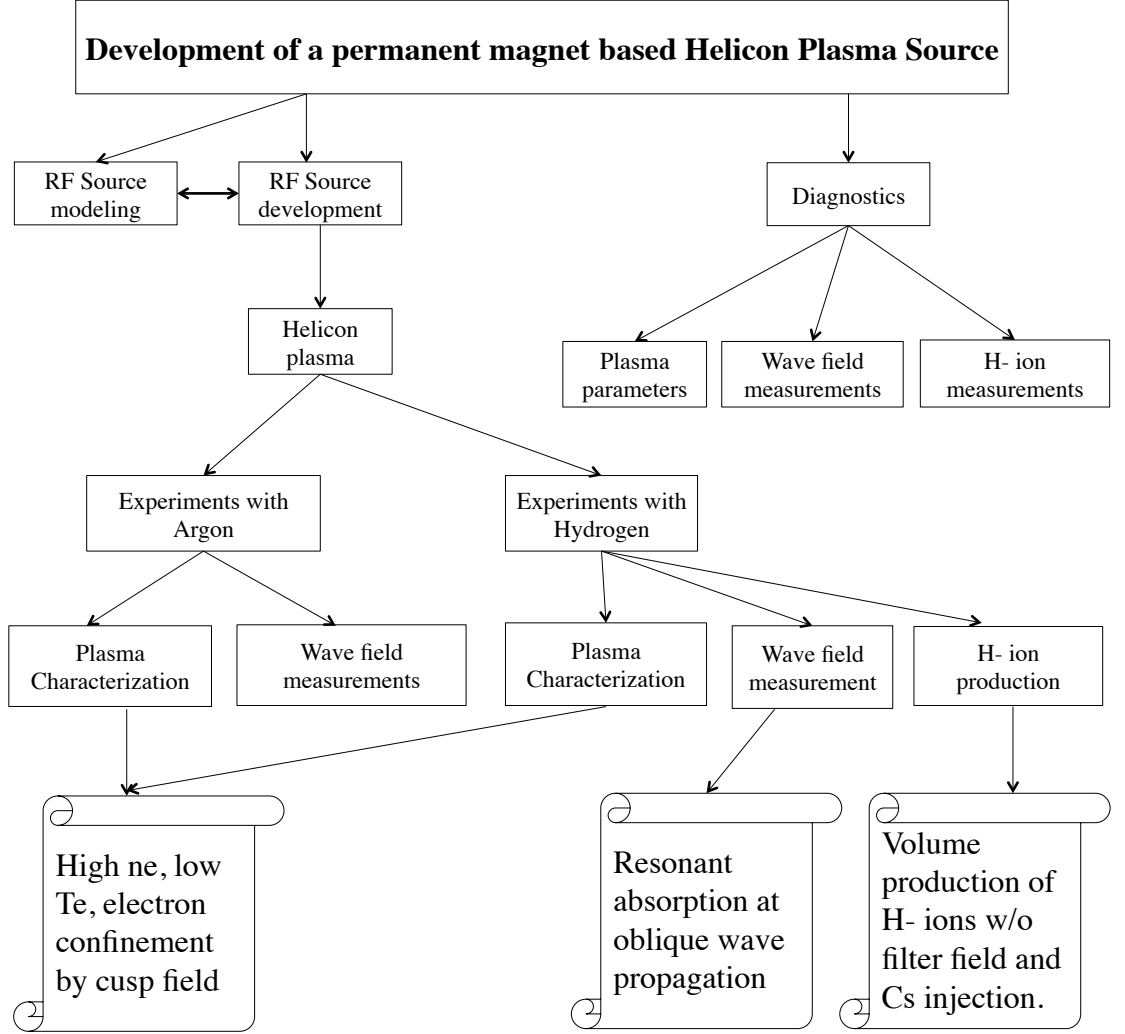 Development of a permanent magnet based Helicon Plasma Source
RF Source
modeling
RF Source
development
Diagnostics
Helicon
plasma
Plasma
parameters
Wave field
measurements
H- ion
measurements
Experiments with
Argon
Experiments with
Hydrogen
Plasma
Characterization
Wave field
measurements
Plasma
Characterization
Wave field
measurement
H- ion
production
High ne, low
Te, electron
confinement
by cusp field
Resonant
absorption at
oblique wave
propagation
Volume
production of
H- ions w/o
filter field and
Cs injection.